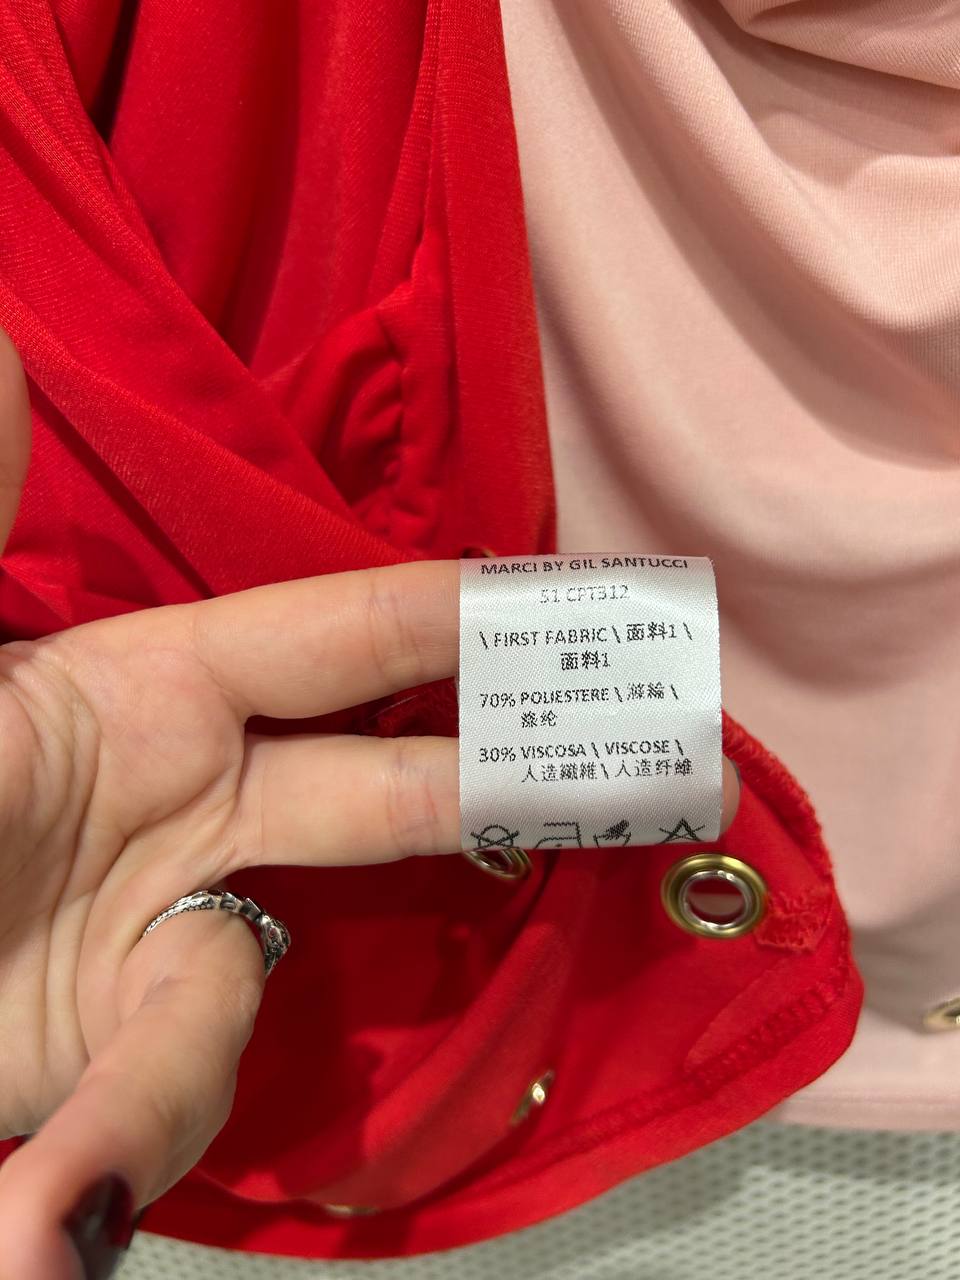 MARCI BY GIL SANTUCCI
51 CPT312
\ FIRST FABRIC \ 面料1 \
面料1
70% POLIESTERE \ 滌綸 \
涤纶
30% VISCOSA \ VISCOSE \
人造纖維 \ 人造纤维